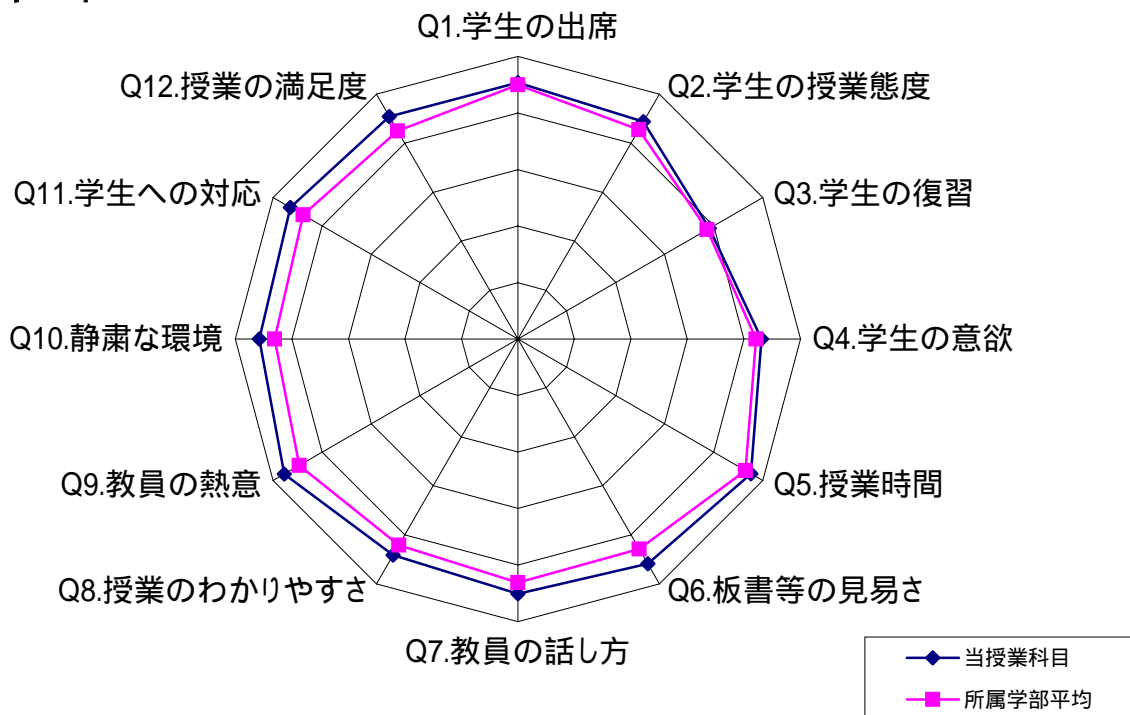 Q1.学生の出席
Q2.学生の授業態度
Q3.学生の復習
Q4.学生の意欲
Q5.授業時間
Q6.板書等の見易さ
Q7.教員の話し方
Q8.授業のわかりやすさ
Q9.教員の熱意
Q10.静粛な環境
Q11.学生への対応
Q12.授業の満足度
当授業科目
所属学部平均